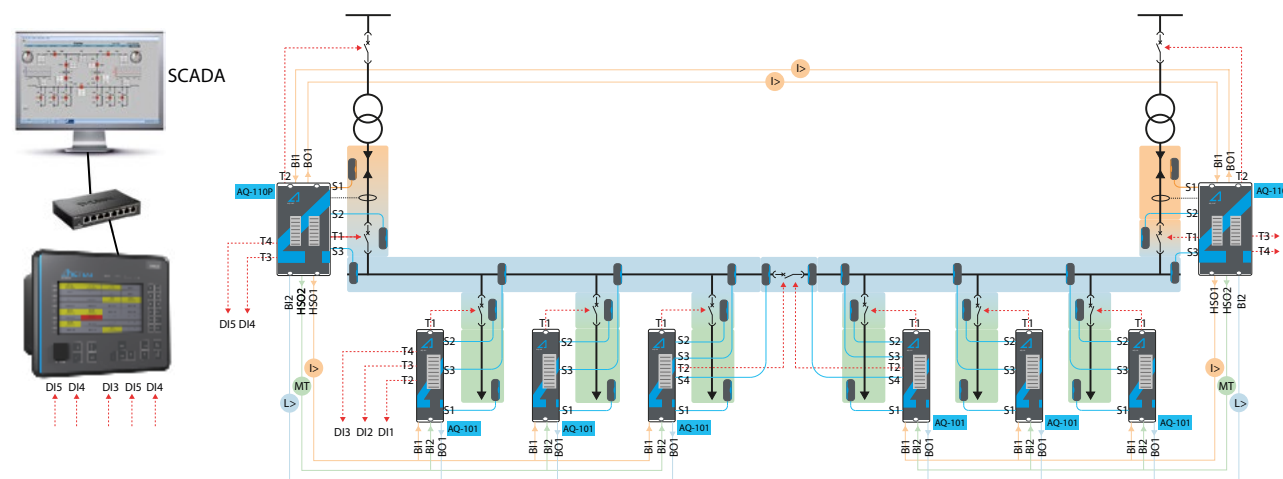 SCADA
I>
I>
BI1
BO1
BI1
BO1
T2
T2
AQ-110P
AQ-110
S1
S2
T1
S3
T4
T3
S1
S2
T1
S3
T3
T4
BI2
HSO2
HSO1
HSO1
HSO2
BI2
DI5 DI4
I>
MT
L>
I>
MT
L>
DI5 DI4 DI3 DI5 DI4
T1
T4
T3
T2
S2
S3
S1
DI3 DI2 DI1
AQ-101
BI1
BI2
BO1
T1
S2
S3
S1
AQ-101
BI1
BI2
BO1
T1
S2
S3
T2
S4
S1
AQ-101
BI1
BI2
BO1
T1
S2
S3
T2
S4
S1
AQ-101
BI1
BI2
BO1
T1
S2
S3
S1
AQ-101
BI1
BI2
BO1
T1
S2
S3
S1
AQ-101
BI1
BI2
BO1